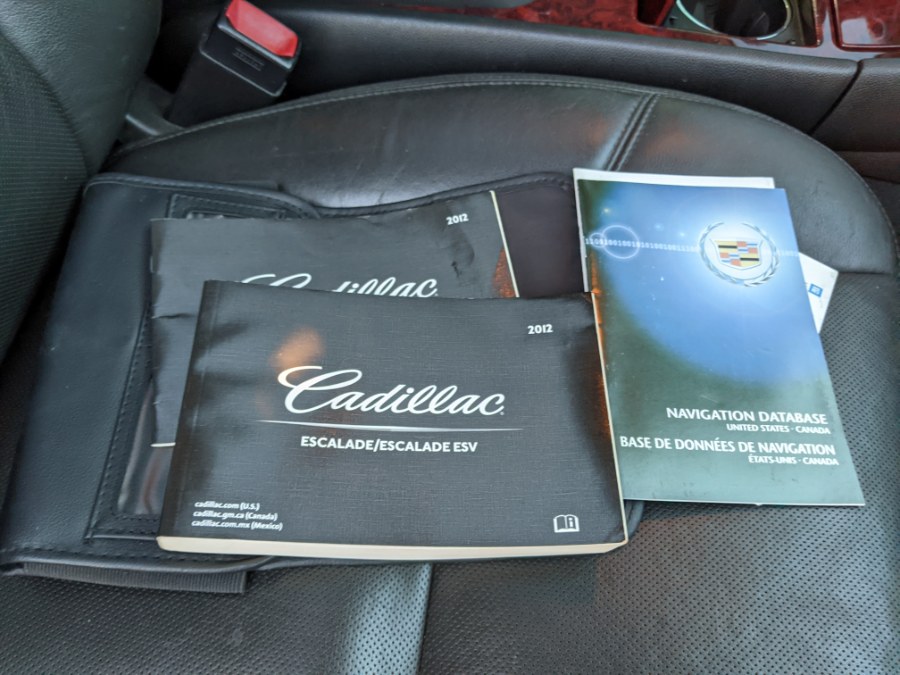 2012
Cadillac
2012
Cadillac
ESCALADE/ESCALADE ESV
cadillac.com (U.S.)
cadillac.gm.ca (Canada)
cadillac.com.mx (Mexico)
NAVIGATION DATABASE
UNITED STATES · CANADA
BASE DE DONNÉES DE NAVIGATION
ÉTATS-UNIS · CANADA